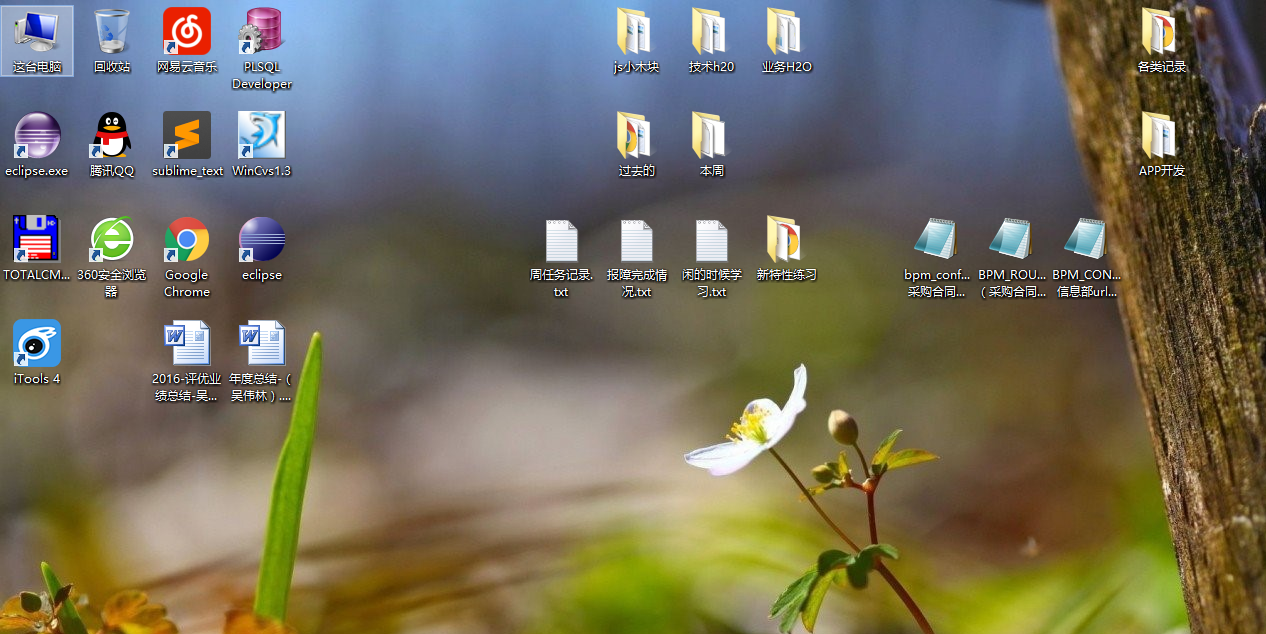 这台电脑
回收站
网易云音乐
PLSQL
Developer
js小木块
技术h20
业务H2O
各类记录
eclipse.exe
腾讯QQ
sublime_text
WinCvs1.3
过去的
本周
APP开发
TOTALCM...
360安全浏览
器
Google
Chrome
eclipse
周任务记录.
txt
报障完成情
况.txt
闲的时候学
习.txt
新特性练习
bpm_conf...
采购合同...
BPM_ROU...
（采购合同...
BPM_CON...
信息部url...
iTools 4
2016-评优业
绩总结-吴...
年度总结-（
吴伟林）....